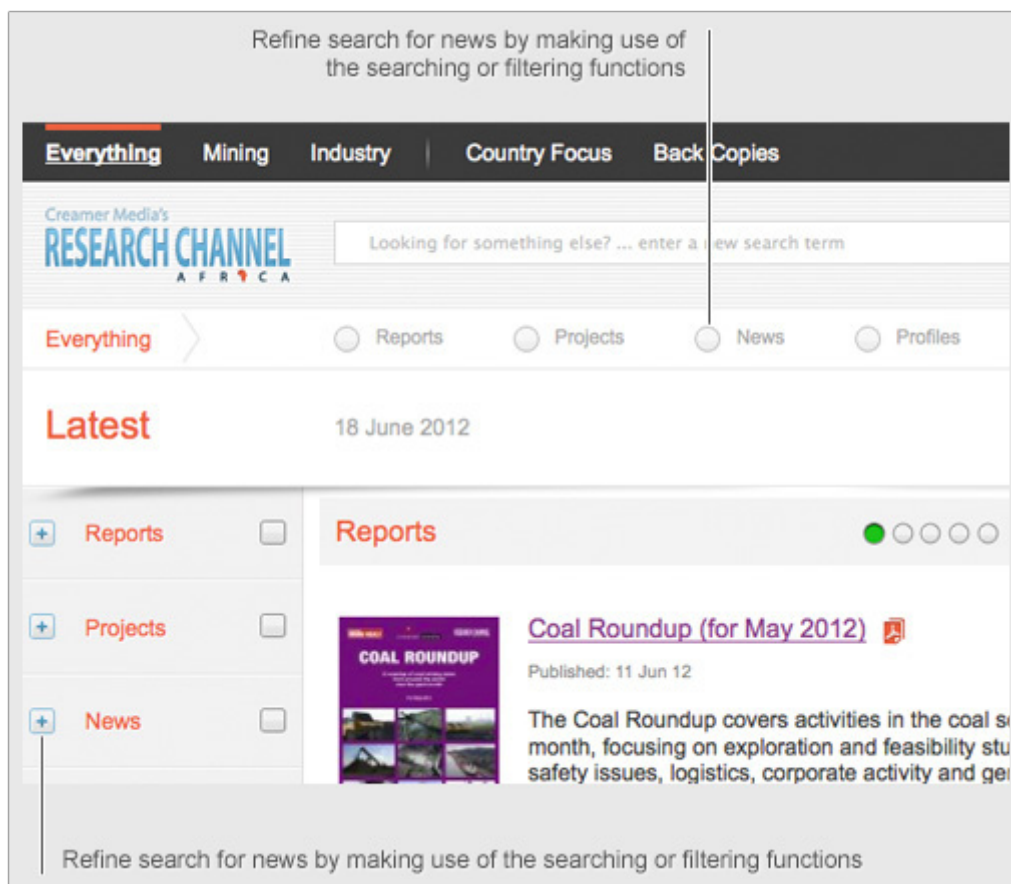 Refine search for news by making use of
the searching or filtering functions
Everything Mining Industry Country Focus Back Copies
Creamer Media's
RESEARCH CHANNEL
AFRICA
Looking for something else? ... enter a new search term
Everything Reports Projects News Profiles
Latest 18 June 2012
Reports Reports
Projects
Coal Roundup (for May 2012)
COAL ROUNDUP
Published: 11 Jun 12
News
The Coal Roundup covers activities in the coal
month, focusing on exploration and feasibility
safety issues, logistics, corporate activity and
Refine search for news by making use of the searching or filtering functions